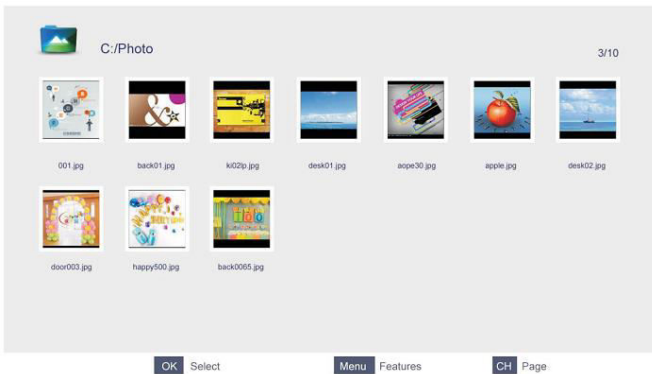 C:/Photo
3/10
001.jpg back01.jpg ki02lp.jpg desk01.jpg aope30.jpg apple.jpg desk02.jpg
door003.jpg happy500.jpg back0065.jpg
OK Select Menu Features CH Page